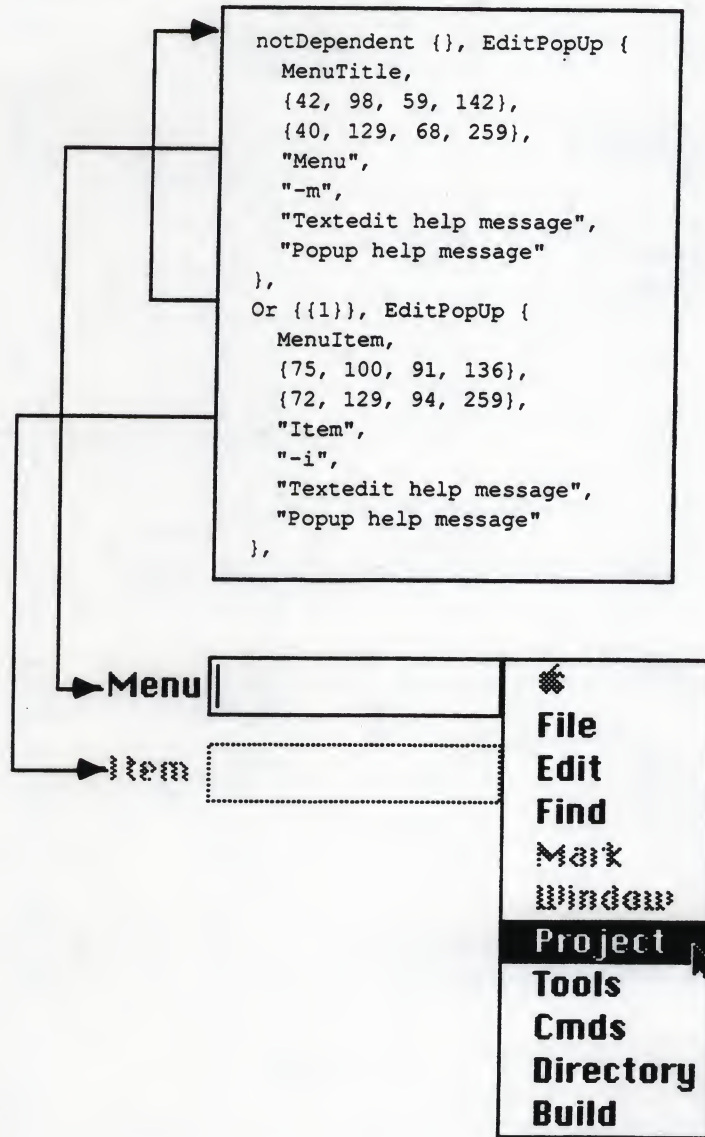 notDependent {}, EditPopUp {
MenuTitle,
{42, 98, 59, 142},
{40, 129, 68, 259},
"Menu",
"-m",
"Textedit help message",
"Popup help message"
},
Or {{1}}, EditPopUp {
MenuItem,
{75, 100, 91, 136},
{72, 129, 94, 259},
"Item",
"-i",
"Textedit help message",
"Popup help message"
},
Menu
Item
File
Edit
Find
Mark
Window
Project
Tools
Cmds
Directory
Build